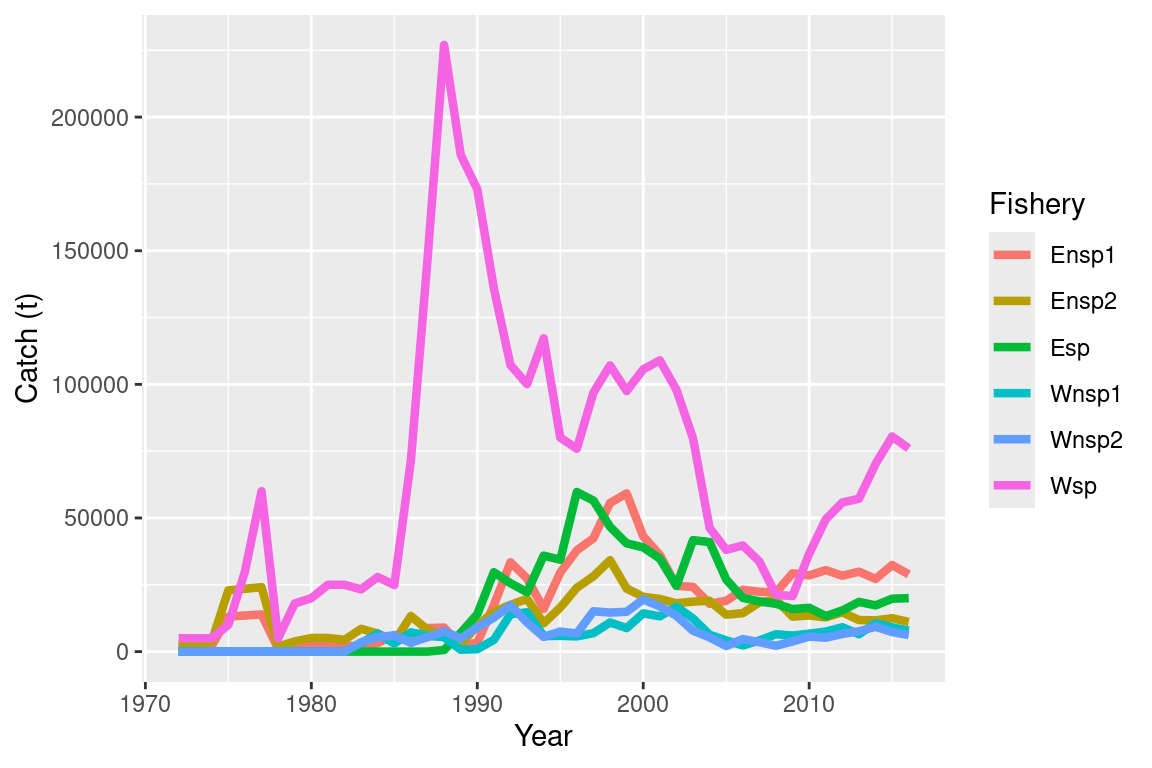 200000
150000
100000
50000
0
Catch (t)
1970 1980 1990 2000 2010
Year
Fishery
Ensp1
Ensp2
Esp
Wnsp1
Wnsp2
Wsp